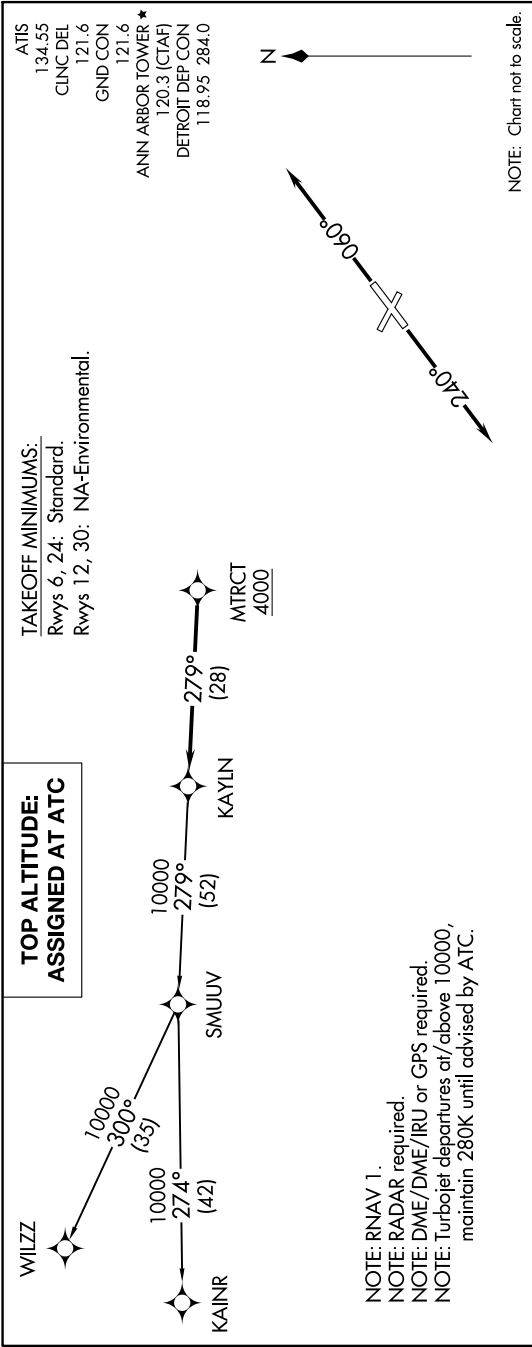 TOP ALTITUDE:
ASSIGNED AT ATC
TAKEOFF MINIMUMS:
Rwys 6, 24: Standard.
Rwys 12, 30: NA-Environmental.
ATIS
134.55
CLNC DEL
121.6
GND CON
121.6
ANN ARBOR TOWER ★
120.3 (CTAF)
DETROIT DEP CON
118.95 284.0
N
WILZZ
10000
300°
(35)
KAINR
10000
274°
(42)
SMUUV
10000
279°
(52)
KAYLN
279°
(28)
MTRCT
4000
060°
240°
NOTE: RNAV 1.
NOTE: RADAR required.
NOTE: DME/DME/IRU or GPS required.
NOTE: Turbojet departures at/above 10000,
maintain 280K until advised by ATC.
NOTE: Chart not to scale.